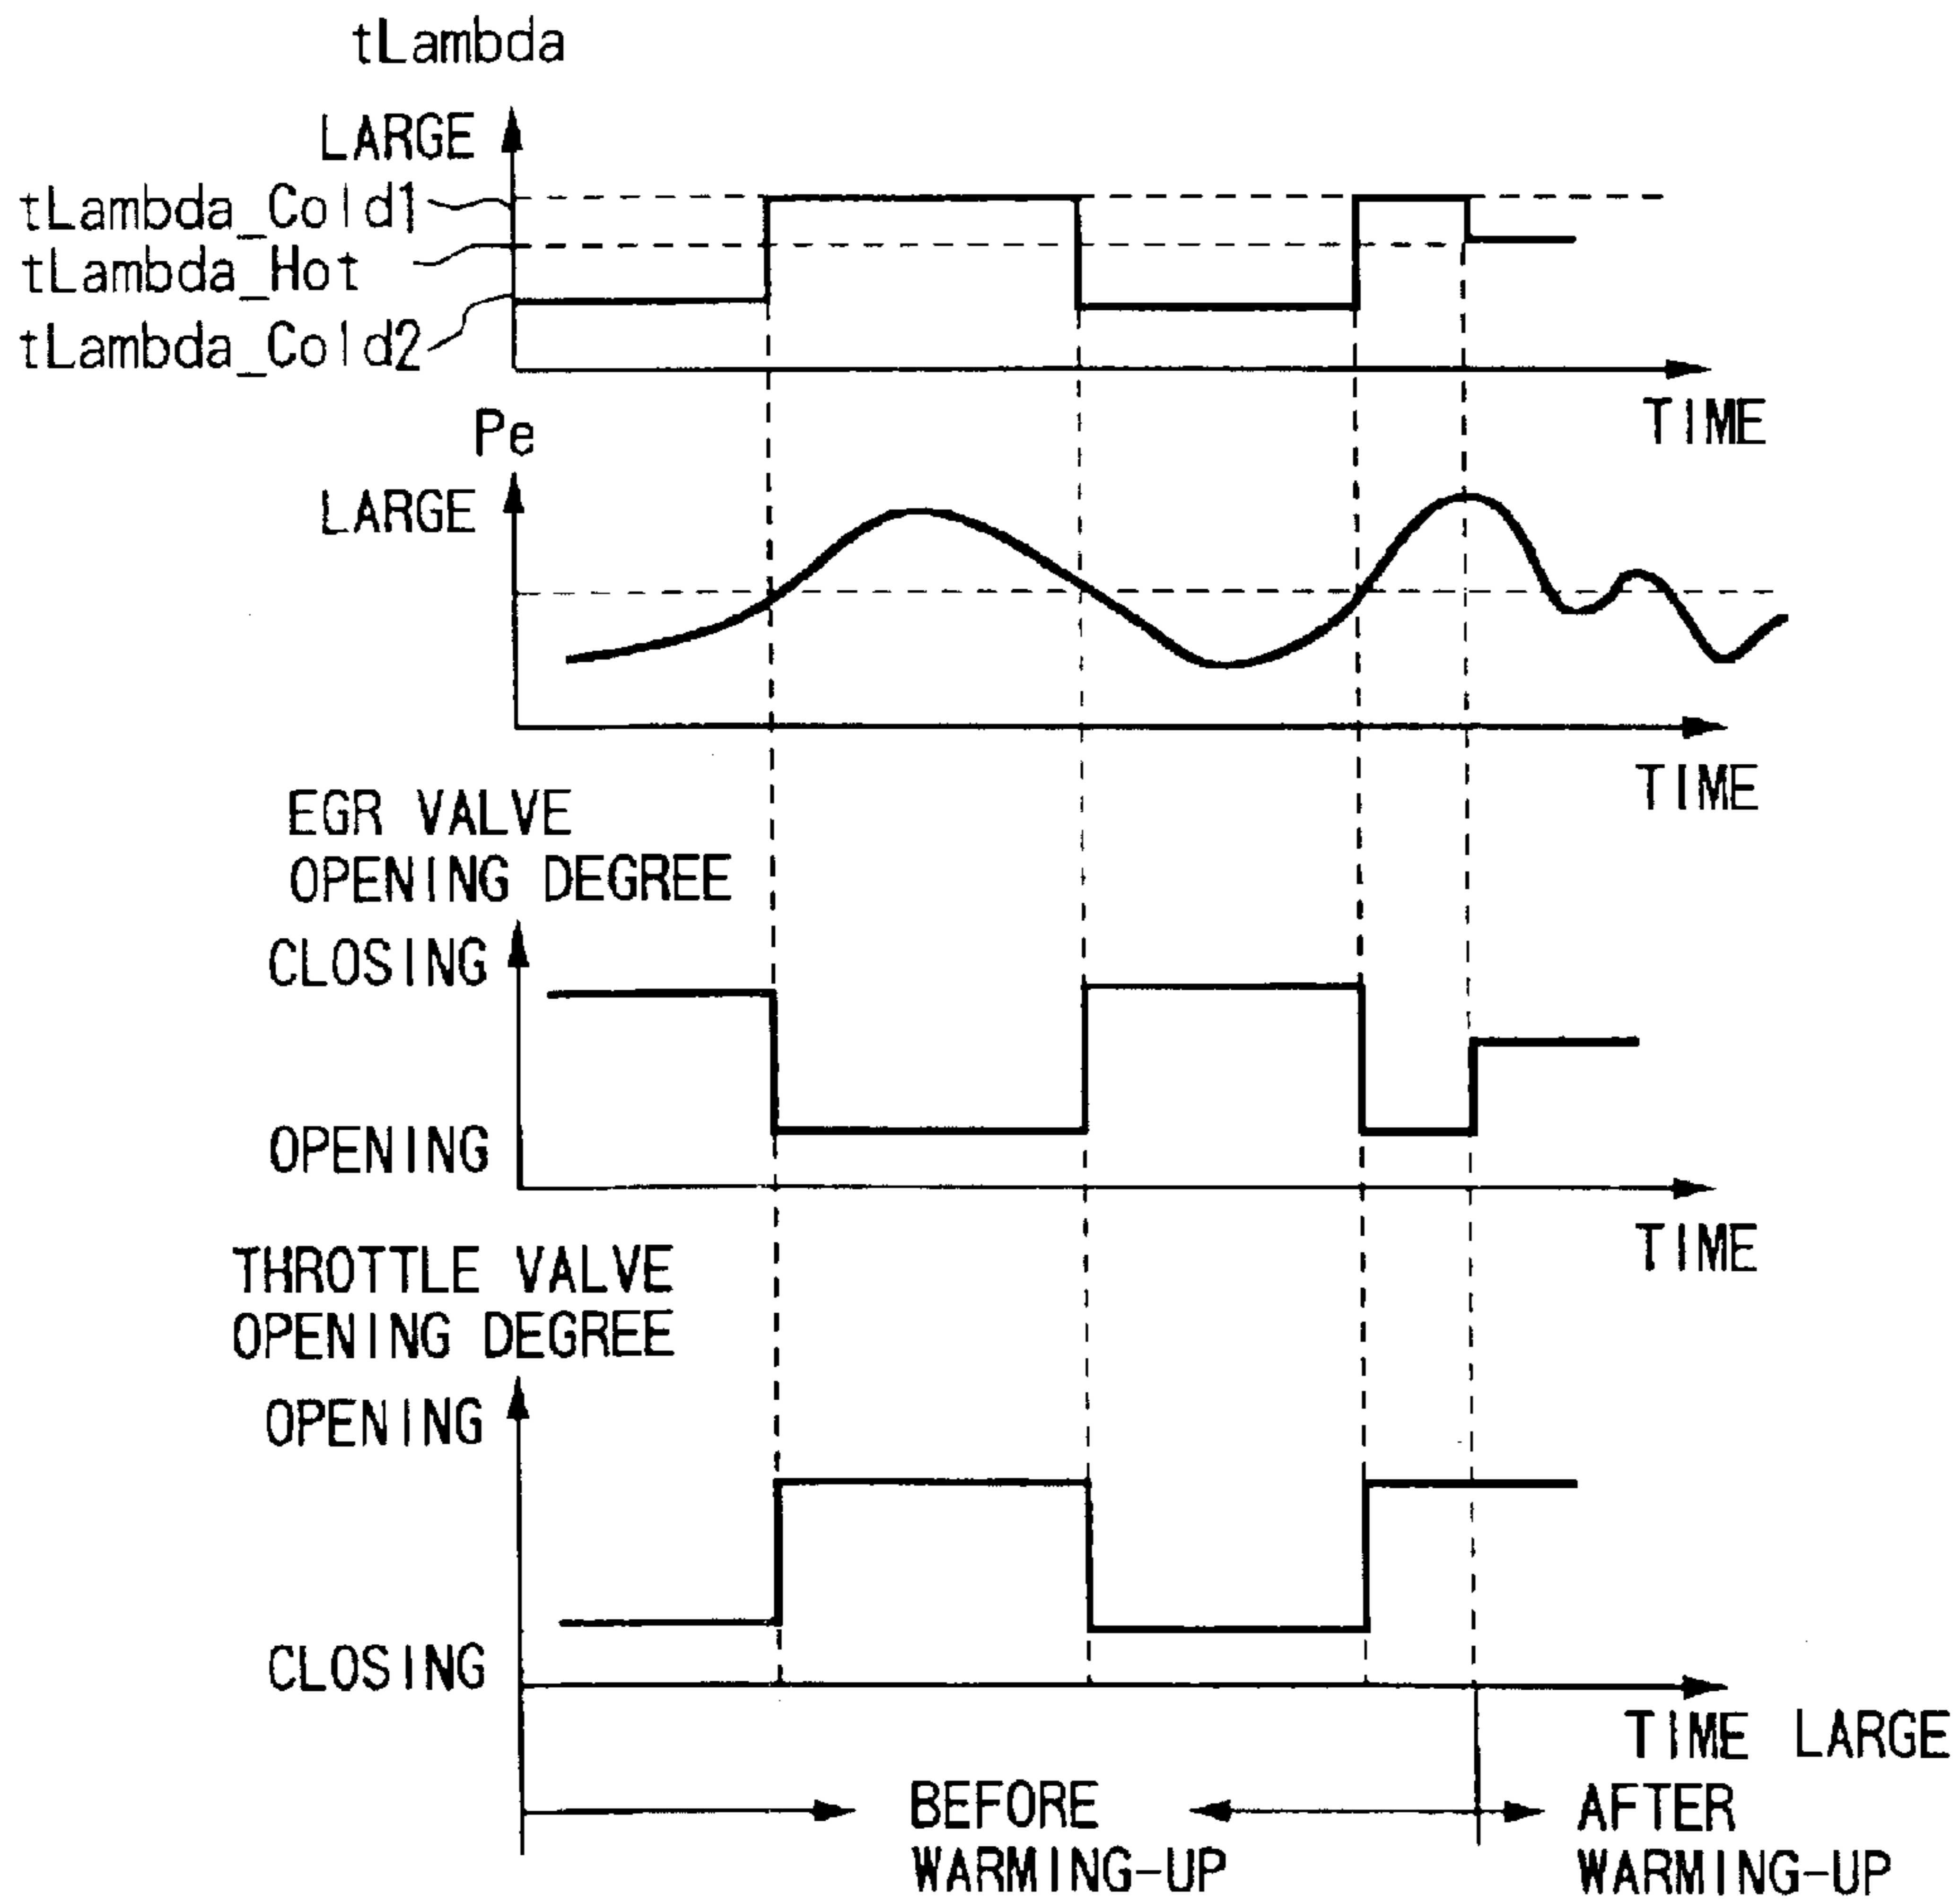 tLambda
LARGE
tLambda_Cold1
tLambda_Hot
tLambda_Cold2
TIME
Pe
LARGE
TIME
EGR VALVE
OPENING DEGREE
CLOSING
OPENING
TIME
THROTTLE VALVE
OPENING DEGREE
OPENING
CLOSING
TIME LARGE
BEFORE
WARMING-UP
AFTER
WARMING-UP